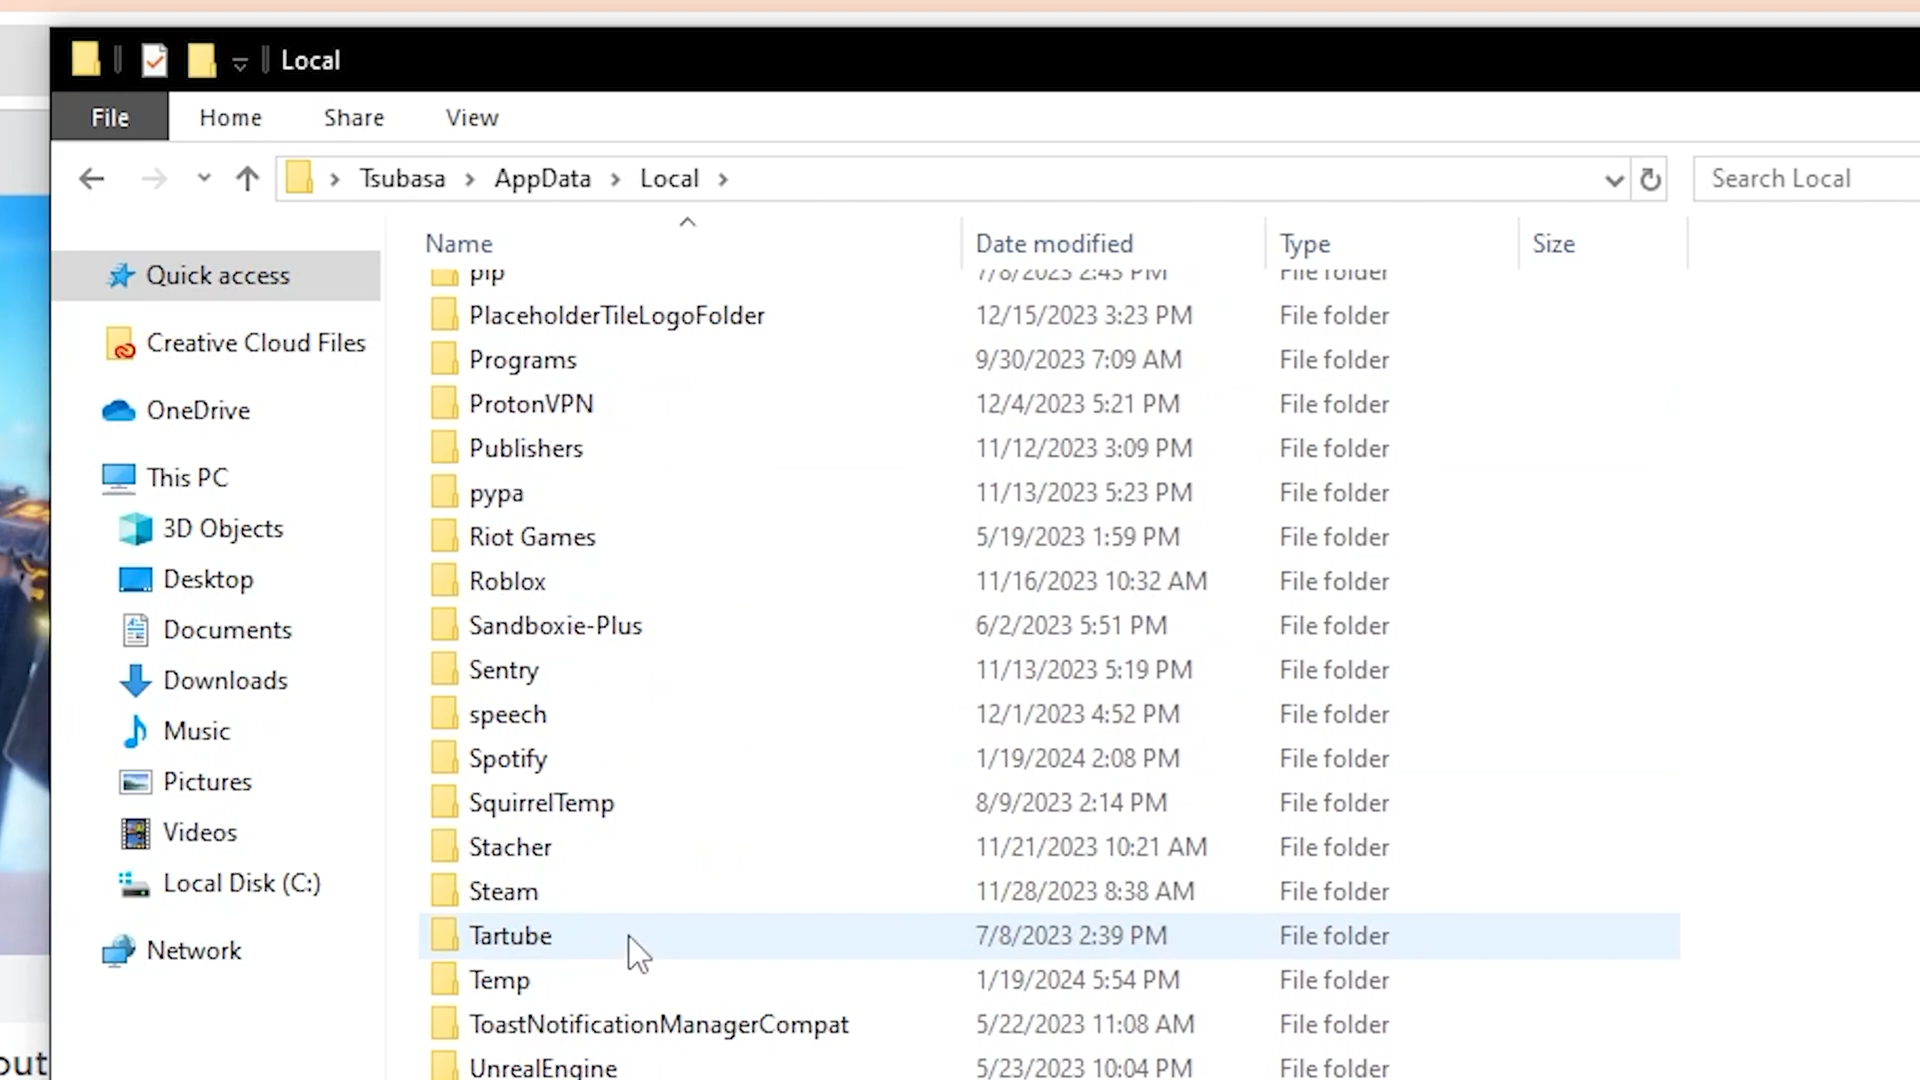 Local
File Home Share View
Tsubasa AppData Local
Search Local
Name Date modified Type Size
Quick access
Creative Cloud Files
OneDrive
This PC
3D Objects
Desktop
Documents
Downloads
Music
Pictures
Videos
Local Disk (C:)
Network
pip 7/8/2023 2:43 PM File folder
PlaceholderTileLogoFolder 12/15/2023 3:23 PM File folder
Programs 9/30/2023 7:09 AM File folder
ProtonVPN 12/4/2023 5:21 PM File folder
Publishers 11/12/2023 3:09 PM File folder
pypa 11/13/2023 5:23 PM File folder
Riot Games 5/19/2023 1:59 PM File folder
Roblox 11/16/2023 10:32 AM File folder
Sandboxie-Plus 6/2/2023 5:51 PM File folder
Sentry 11/13/2023 5:19 PM File folder
speech 12/1/2023 4:52 PM File folder
Spotify 1/19/2024 2:08 PM File folder
SquirrelTemp 8/9/2023 2:14 PM File folder
Stacher 11/21/2023 10:21 AM File folder
Steam 11/28/2023 8:38 AM File folder
Tartube 7/8/2023 2:39 PM File folder
Temp 1/19/2024 5:54 PM File folder
ToastNotificationManagerCompat 5/22/2023 11:08 AM File folder
UnrealEngine 5/23/2023 10:04 PM File folder
out